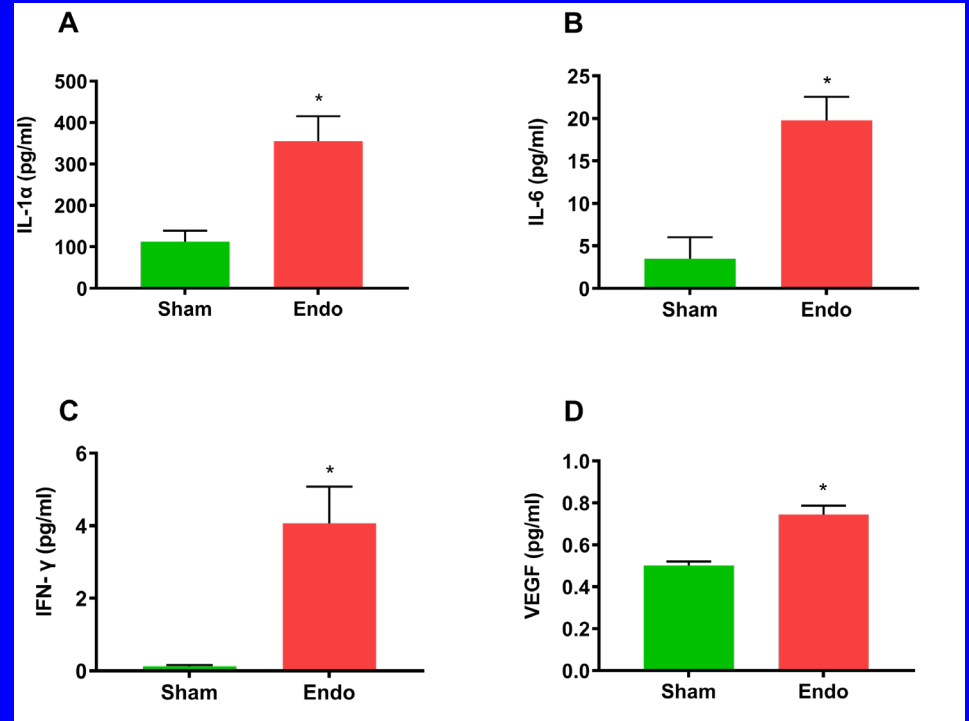 A
IL-1α (pg/ml)
500
400
300
200
100
0
*
Sham Endo
B
IL-6 (pg/ml)
25
20
15
10
5
0
*
Sham Endo
C
IFN- γ (pg/ml)
6
4
2
0
*
Sham Endo
D
VEGF (pg/ml)
1.0
0.8
0.6
0.4
0.2
0.0
*
Sham Endo